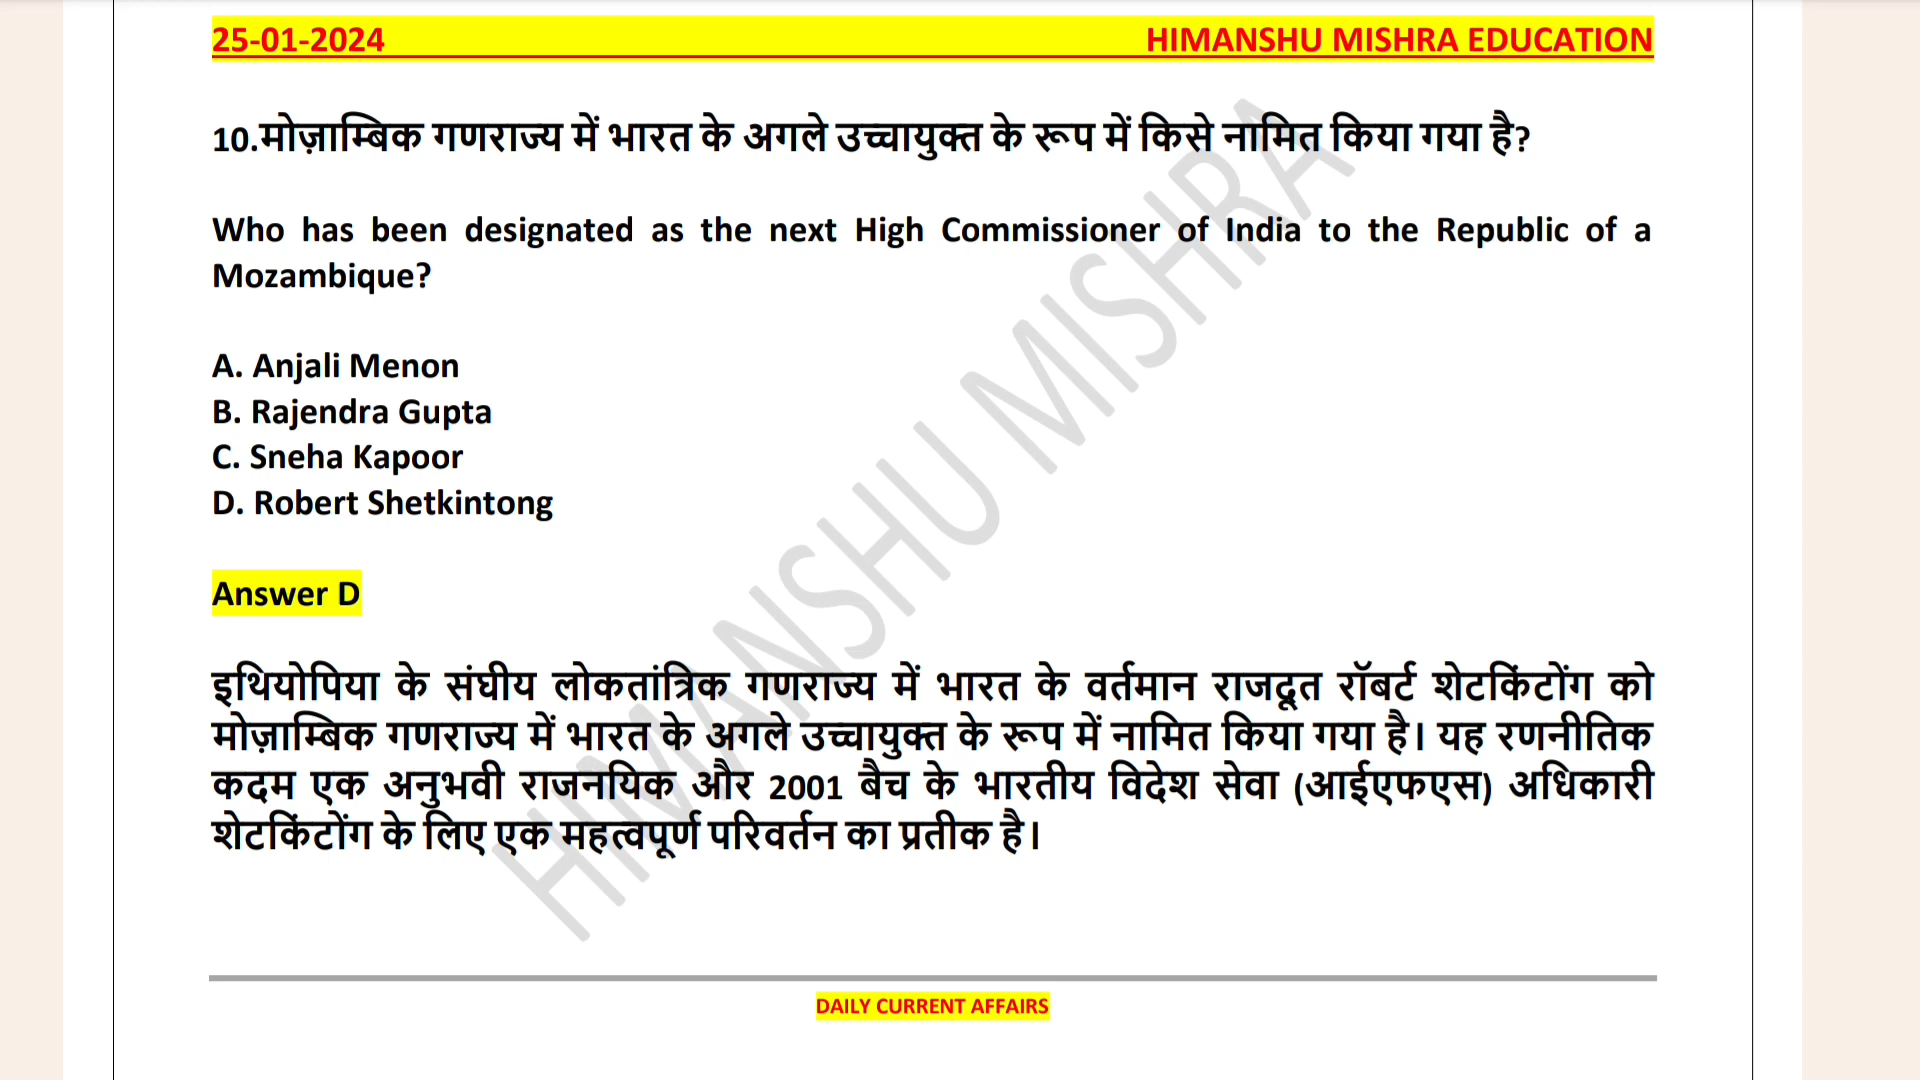 25-01-2024 HIMANSHU MISHRA EDUCATION
10.मोज़ाम्बिक गणराज्य में भारत के अगले उच्चायुक्त के रूप में किसे नामित किया गया है?
Who has been designated as the next High Commissioner of India to the Republic of a
Mozambique?
A. Anjali Menon
B. Rajendra Gupta
C. Sneha Kapoor
D. Robert Shetkintong
Answer D
इथियोपिया के संघीय लोकतांत्रिक गणराज्य में भारत के वर्तमान राजदूत रॉबर्ट शेटकिंटोंग को
मोज़ाम्बिक गणराज्य में भारत के अगले उच्चायुक्त के रूप में नामित किया गया है। यह रणनीतिक
कदम एक अनुभवी राजनयिक और 2001 बैच के भारतीय विदेश सेवा (आईएफएस) अधिकारी
शेटकिंटोंग के लिए एक महत्वपूर्ण परिवर्तन का प्रतीक है।
HIMANSHU MISHRA
DAILY CURRENT AFFAIRS